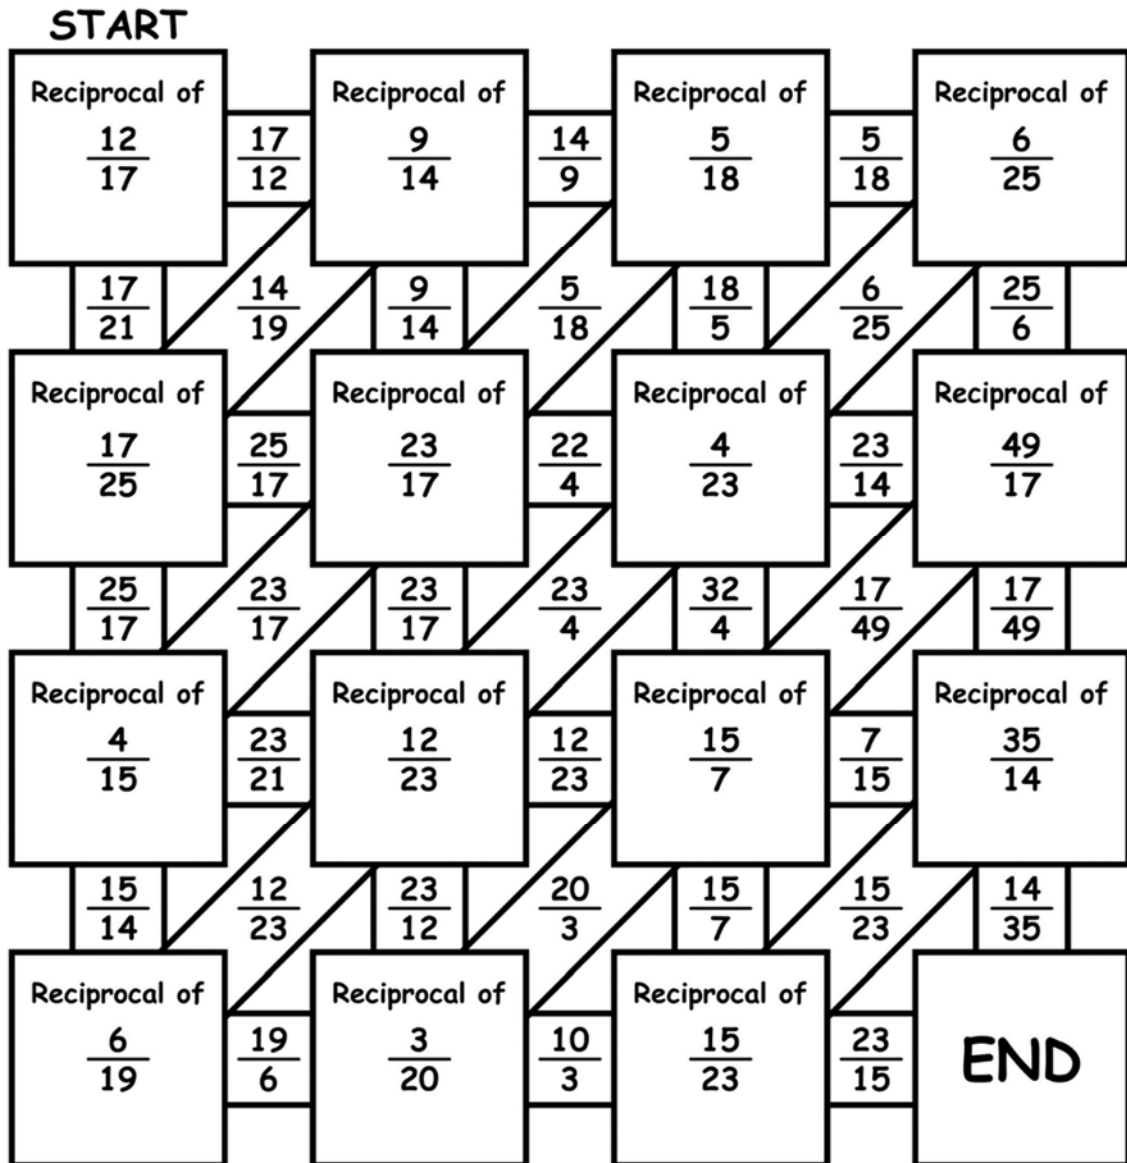 START
Reciprocal of Reciprocal of Reciprocal of Reciprocal of
12/17 17/12 9/14 14/9 5/18 5/18 6/25
17/21 14/19 9/14 5/18 18/5 6/25 25/6
Reciprocal of Reciprocal of Reciprocal of Reciprocal of
17/25 25/17 23/17 22/4 4/23 23/14 49/17
25/17 23/17 23/17 23/4 32/4 17/49 17/49
Reciprocal of Reciprocal of Reciprocal of Reciprocal of
4/15 23/21 12/23 12/23 15/7 7/15 35/14
15/14 12/23 23/12 20/3 15/7 15/23 14/35
Reciprocal of Reciprocal of Reciprocal of
6/19 19/6 3/20 10/3 15/23 23/15 END